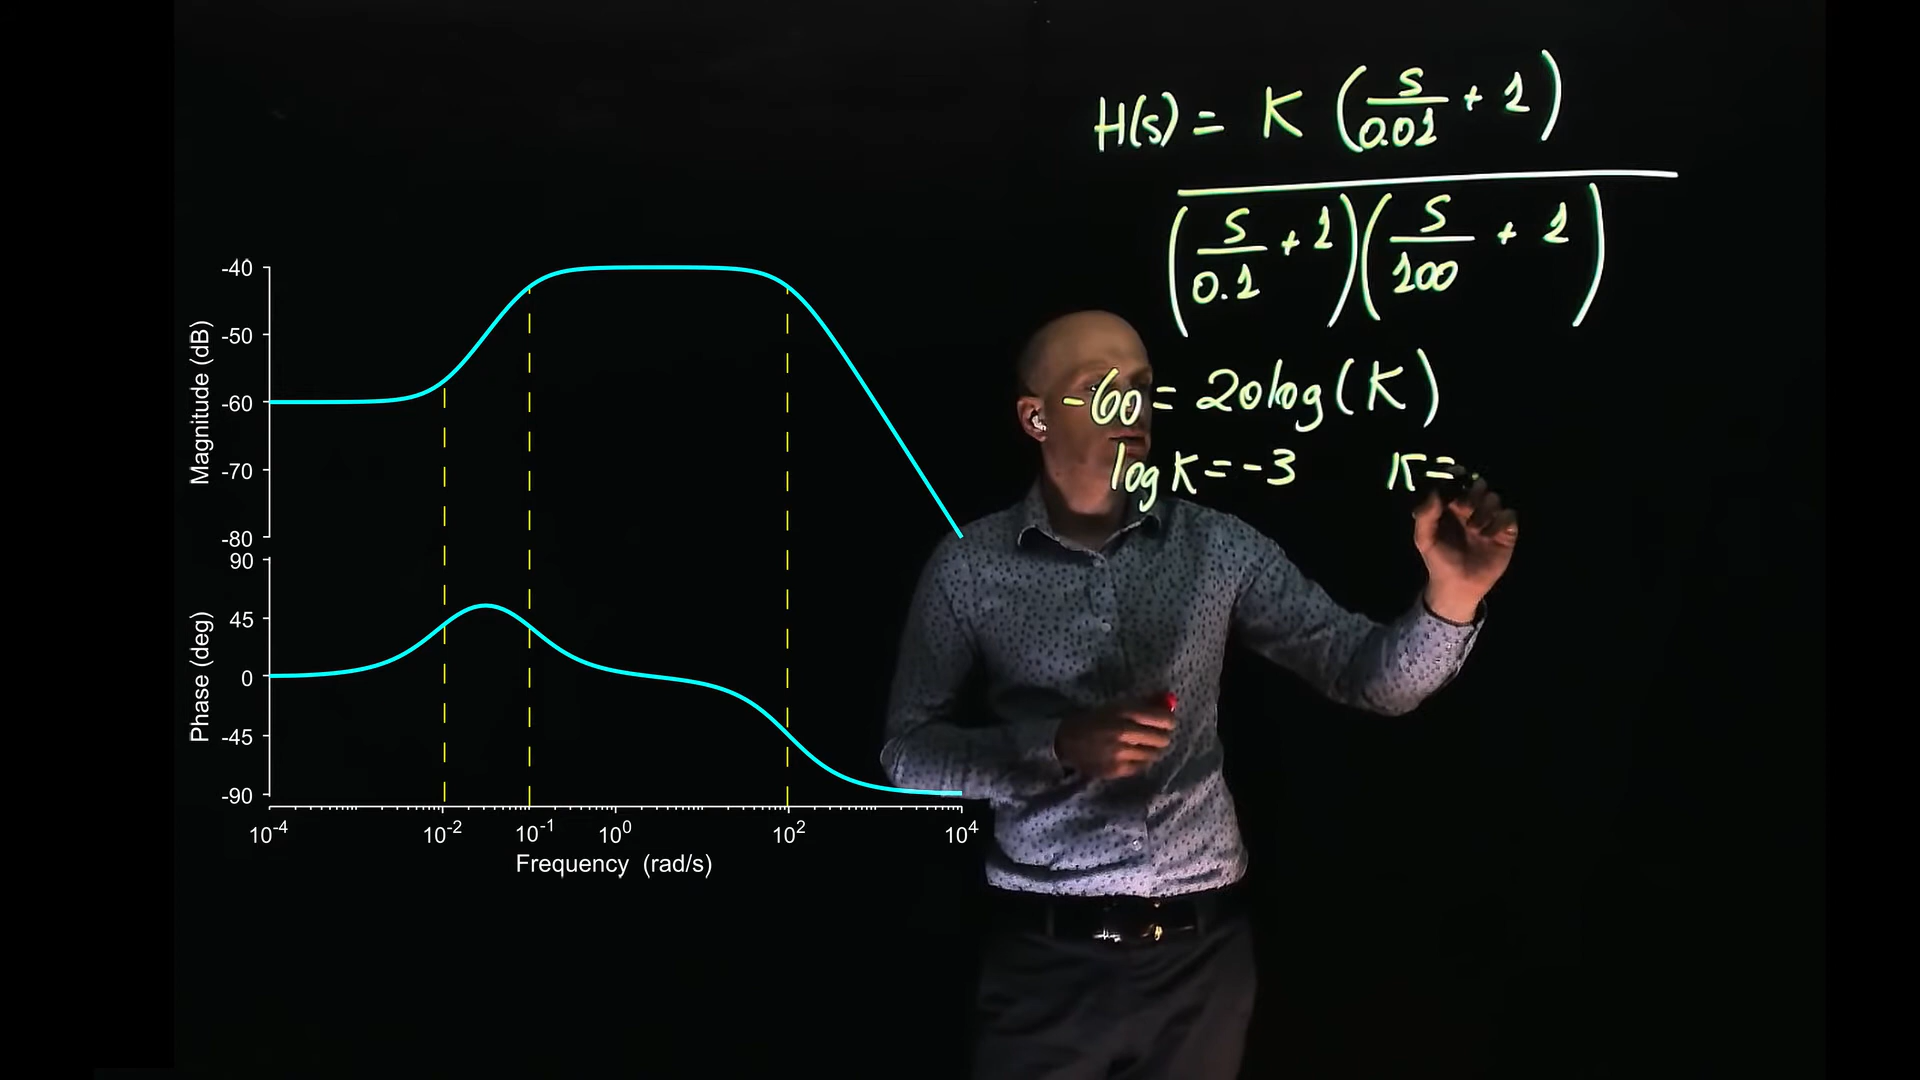 H(s) = K (s/0.01 + 1)
(s/0.1 + 1)(s/100 + 1)
-60 = 20log(K)
log K = -3 K =
Magnitude (dB)
-40
-50
-60
-70
-80
Phase (deg)
90
45
0
-45
-90
10^-4 10^-2 10^-1 10^0 10^2 10^4
Frequency (rad/s)